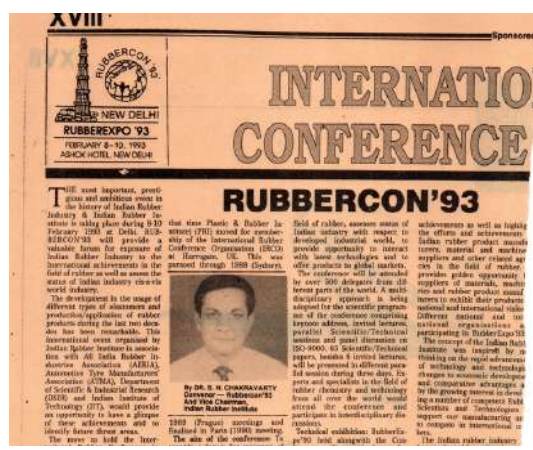 XVIII
Sponsore
RUBBERCON '93
NEW DELHI
RUBBEREXPO '93
FEBRUARY 8-10, 1993
ASHOK HOTEL, NEW DELHI
INTERNATIO
CONFERENCE
RUBBERCON'93
THE most important, presti-
gious and ambitious event in
the history of Indian Rubber
Industry & Indian Rubber In-
stitute is taking place during 8-10
February 1993 at Delhi. RUB-
BERCON'93 will provide a
valuable forum for exposure of
Indian Rubber Industry to the
international achievements in the
field of rubber as well as assess the
status of Indian industry vis-a-vis
world industry.
The development in the usage of
different types of elastomers and
production/application of rubber
products during the last two deca-
des has been remarkable. This
international event organised by
Indian Rubber Institute in associa-
tion with All India Rubber In-
dustries Association (AIRIA),
Automotive Tyre Manufacturers'
Association (ATMA), Department
of Scientific & Industrial Research
(DSIR) and Indian Institute of
Technology (IIT), would provide
an opportunity to have a glimpse
of these achievements and to
identify future thrust areas.
The move to hold the Inter-
that time Plastic & Rubber In-
stitute (PRI) moved for member-
ship of the International Rubber
Conference Organisation (IRCO)
at Harrogate, UK. This was
pursued through 1988 (Sydney),
By DR. S. N. CHAKRAVARTY
Convenor — Rubbercon'93
And Vice Chairman,
Indian Rubber Institute
1989 (Prague) meetings and
finalised in Paris (1990) meeting.
The aim of the conference
field of rubber, assesses status of
Indian industry with respect to
developed industrial world, to
provide opportunity to interact
with latest technologies and to
offer products to global markets.
The conference will be attended
by over 500 delegates from dif-
ferent parts of the world. A multi-
disciplinary approach is being
adopted for the scientific program-
me of the conference comprising
keynote address, invited lectures,
parallel Scientific/Technical
sessions and panel discussion on
ISO-9000. 65 Scientific/Technical
papers, besides 6 invited lectures,
will be presented in different para-
llel session during three days. Ex-
perts and specialists in the field of
rubber chemistry and technology
from all over the world would
attend the conference and
participate in interdisciplinary dis-
cussions.
Technical exhibition: RubberEx-
po'93 held alongwith the Con-
achievements as well as highlig
the efforts and achievements
Indian rubber product manufa
turers, material and machine
suppliers and other related ag
cies in the field of rubber.
provides golden opportunity
suppliers of materials, machin
ries and rubber product manuf
turers to exhibit their products
national and international visito
Different national and int
national organisations a
participating in RubberExpo'93
The concept of the Indian Rubb
Institute was inspired by
thinking on the rapid advances
of technology and technologi
changes to economic developme
and comparative advantages
by the growing interest in devel
ing a number of competent Rubb
Scientists and Technologists
support our manufacturing se
to compete in international
kets.
The Indian rubber industry